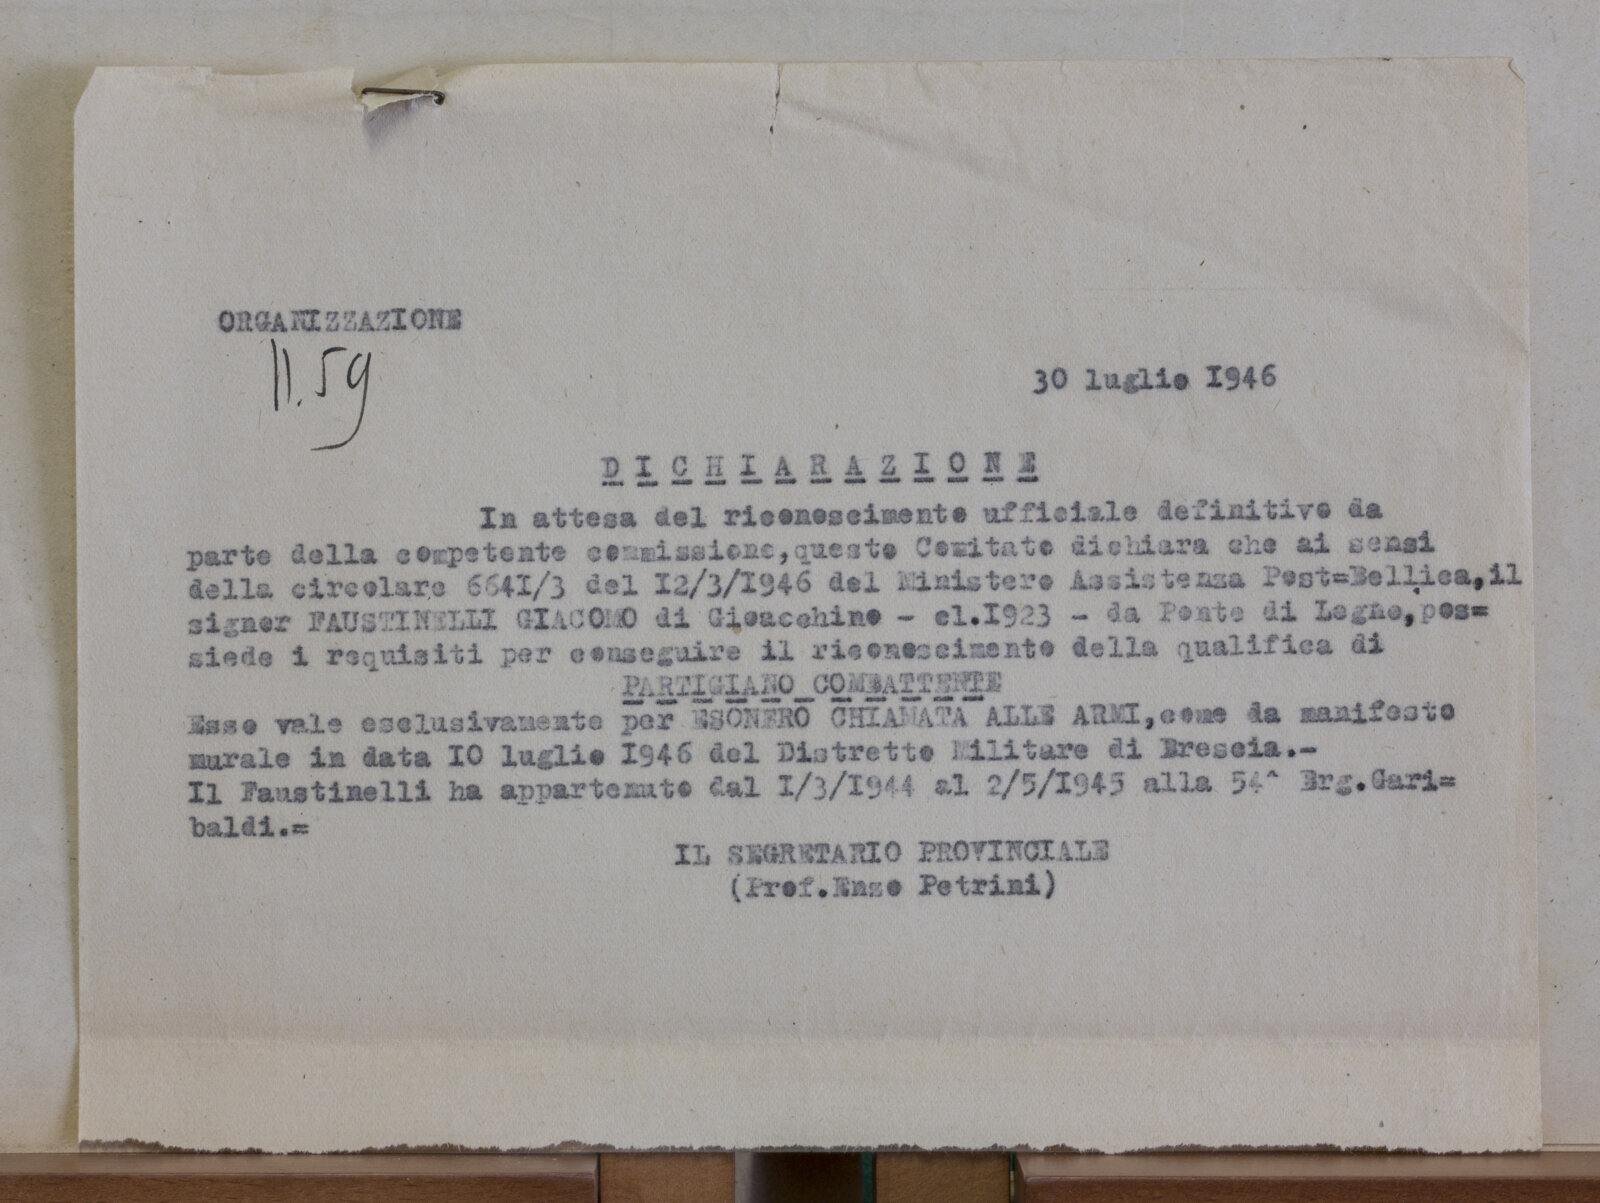 ORGANIZZAZIONE
11.59
30 luglio 1946
DICHIARAZIONE
In attesa del riconoscimento ufficiale definitivo da
parte della competente commissione,questo Comitato dichiara che ai sensi
della circolare 6641/3 del 12/3/1946 del Ministero Assistenza Post=Bellica,il
signor FAUSTINELLI GIACOMO di Gioacchino - cl.1923 - da Ponte di Legno,pos=
siede i requisiti per conseguire il riconoscimento della qualifica di
PARTIGIANO COMBATTENTE
Esso vale esclusivamente per ESONERO CHIAMATA ALLE ARMI,come da manifesto
murale in data 10 luglio 1946 del Distretto Militare di Brescia.-
Il Faustinelli ha appartenuto dal 1/3/1944 al 2/5/1945 alla 54^ Brg.Gari=
baldi.=
IL SEGRETARIO PROVINCIALE
(Prof.Enzo Petrini)